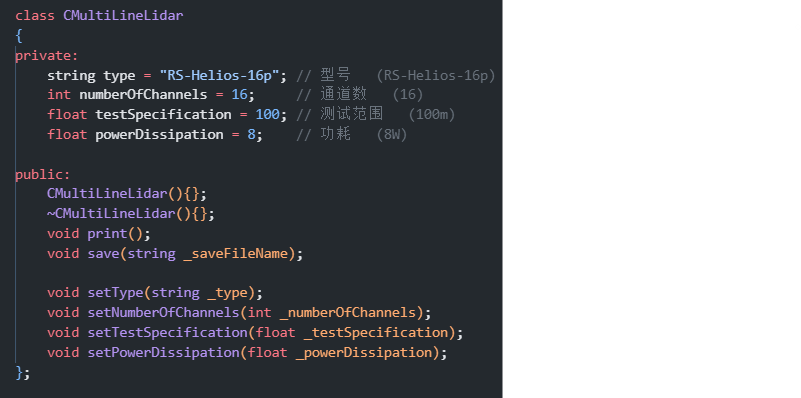 class CMultiLineLidar
{
private:
    string type = "RS-Helios-16p"; // 型号  (RS-Helios-16p)
    int numberOfChannels = 16;     // 通道数  (16)
    float testSpecification = 100; // 测试范围  (100m)
    float powerDissipation = 8;    // 功耗  (8W)

public:
    CMultiLineLidar(){};
    ~CMultiLineLidar(){};
    void print();
    void save(string _saveFileName);

    void setType(string _type);
    void setNumberOfChannels(int _numberOfChannels);
    void setTestSpecification(float _testSpecification);
    void setPowerDissipation(float _powerDissipation);
};